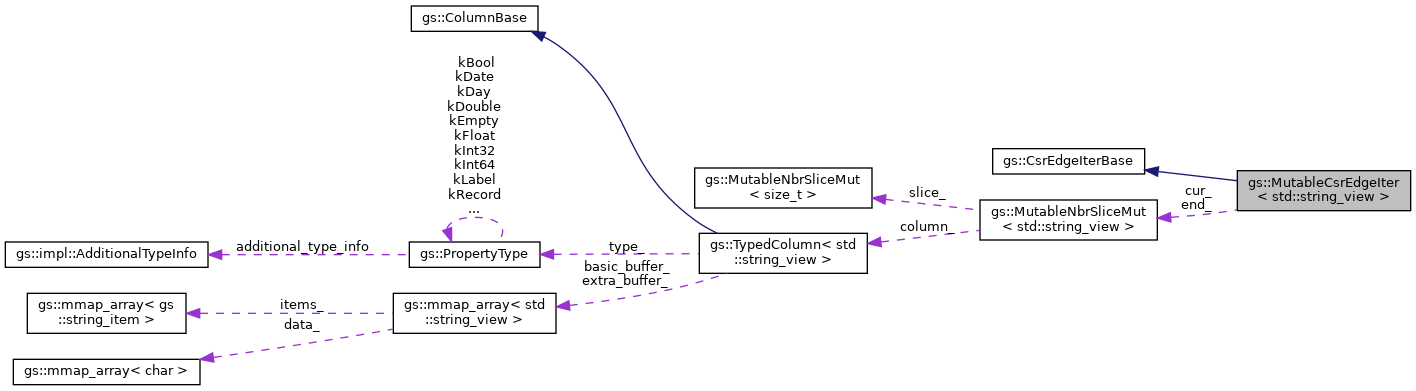 gs::ColumnBase
kBool
kDate
kDay
kDouble
kEmpty
kFloat
kInt32
kInt64
kLabel
kRecord
...
gs::CsrEdgeIterBase
gs::MutableCsrEdgeIter
< std::string_view >
cur_
end_
gs::MutableNbrSliceMut
< size_t >
slice_
gs::MutableNbrSliceMut
< std::string_view >
column_
gs::TypedColumn< std
::string_view >
type_
basic_buffer_
extra_buffer_
gs::PropertyType
additional_type_info
gs::impl::AdditionalTypeInfo
gs::mmap_array< std
::string_view >
items_
data_
gs::mmap_array< gs
::string_item >
gs::mmap_array< char >